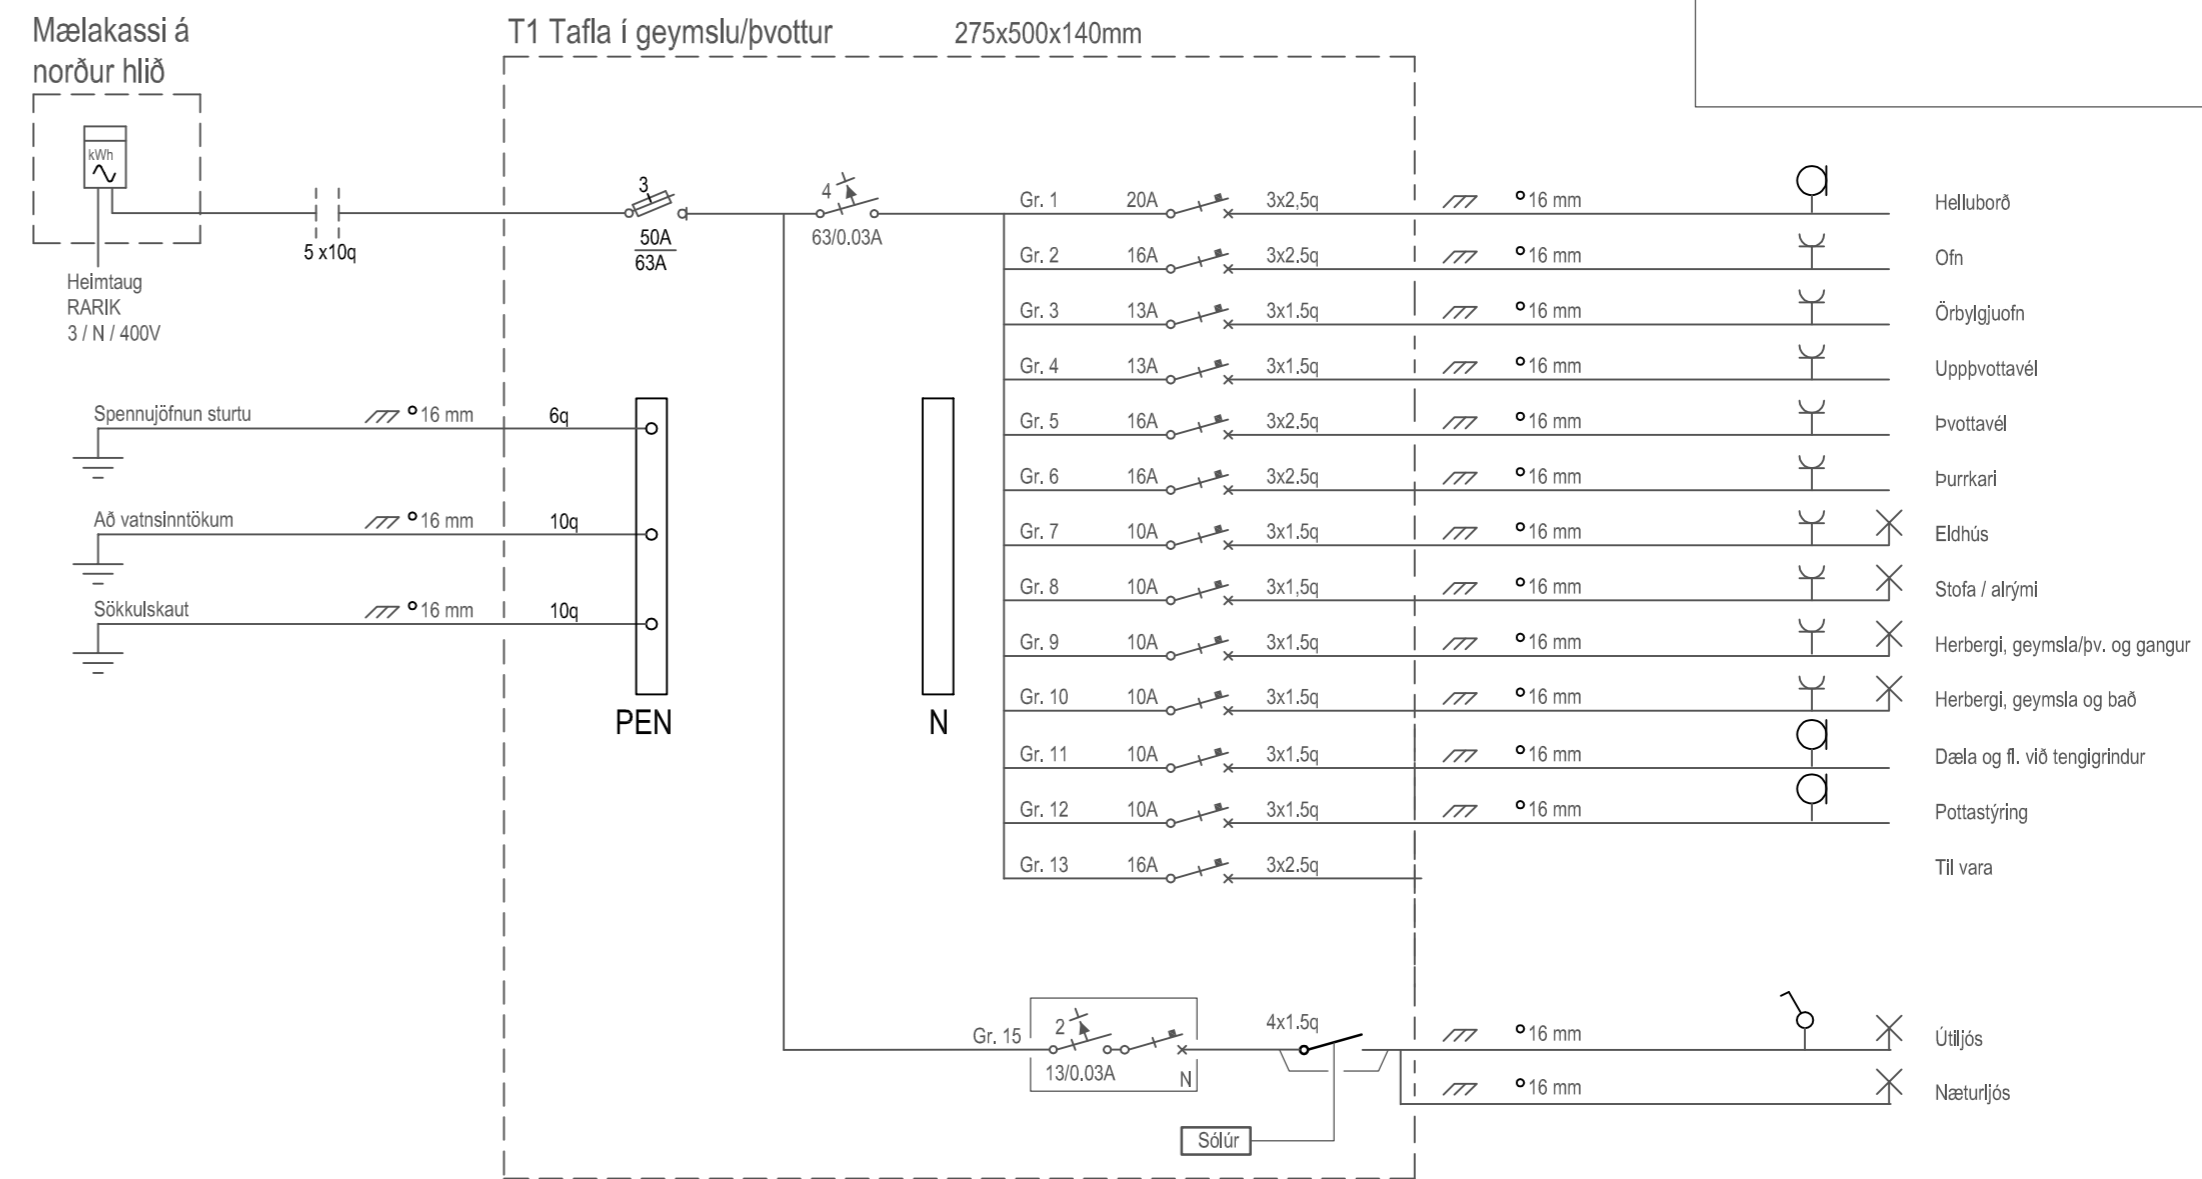 Mælakassi á
norður hlið
T1 Tafla í geymslu/þvottur 275x500x140mm
kWh
5 x10q
Heimtaug
RARIK
3 / N / 400V
3
50A
63A
4
63/0.03A
Gr. 1 20A 3x2,5q 16 mm Helluborð
Gr. 2 16A 3x2.5q 16 mm Ofn
Gr. 3 13A 3x1.5q 16 mm Örbylgjuofn
Gr. 4 13A 3x1.5q 16 mm Uppþvottavél
Gr. 5 16A 3x2.5q 16 mm Þvottavél
Gr. 6 16A 3x2.5q 16 mm Þurrkari
Gr. 7 10A 3x1.5q 16 mm Eldhús
Gr. 8 10A 3x1,5q 16 mm Stofa / alrými
Gr. 9 10A 3x1.5q 16 mm Herbergi, geymsla/þv. og gangur
Gr. 10 10A 3x1.5q 16 mm Herbergi, geymsla og bað
Gr. 11 10A 3x1.5q 16 mm Dæla og fl. við tengigrindur
Gr. 12 10A 3x1.5q 16 mm Pottastýring
Gr. 13 16A 3x2.5q Til vara
Spennujöfnun sturtu 16 mm 6q
Að vatnsinntökum 16 mm 10q
Sökkulskaut 16 mm 10q
PEN
N
Gr. 15 2 4x1.5q 16 mm Útiljós
13/0.03A N
16 mm Næturljós
Sólúr